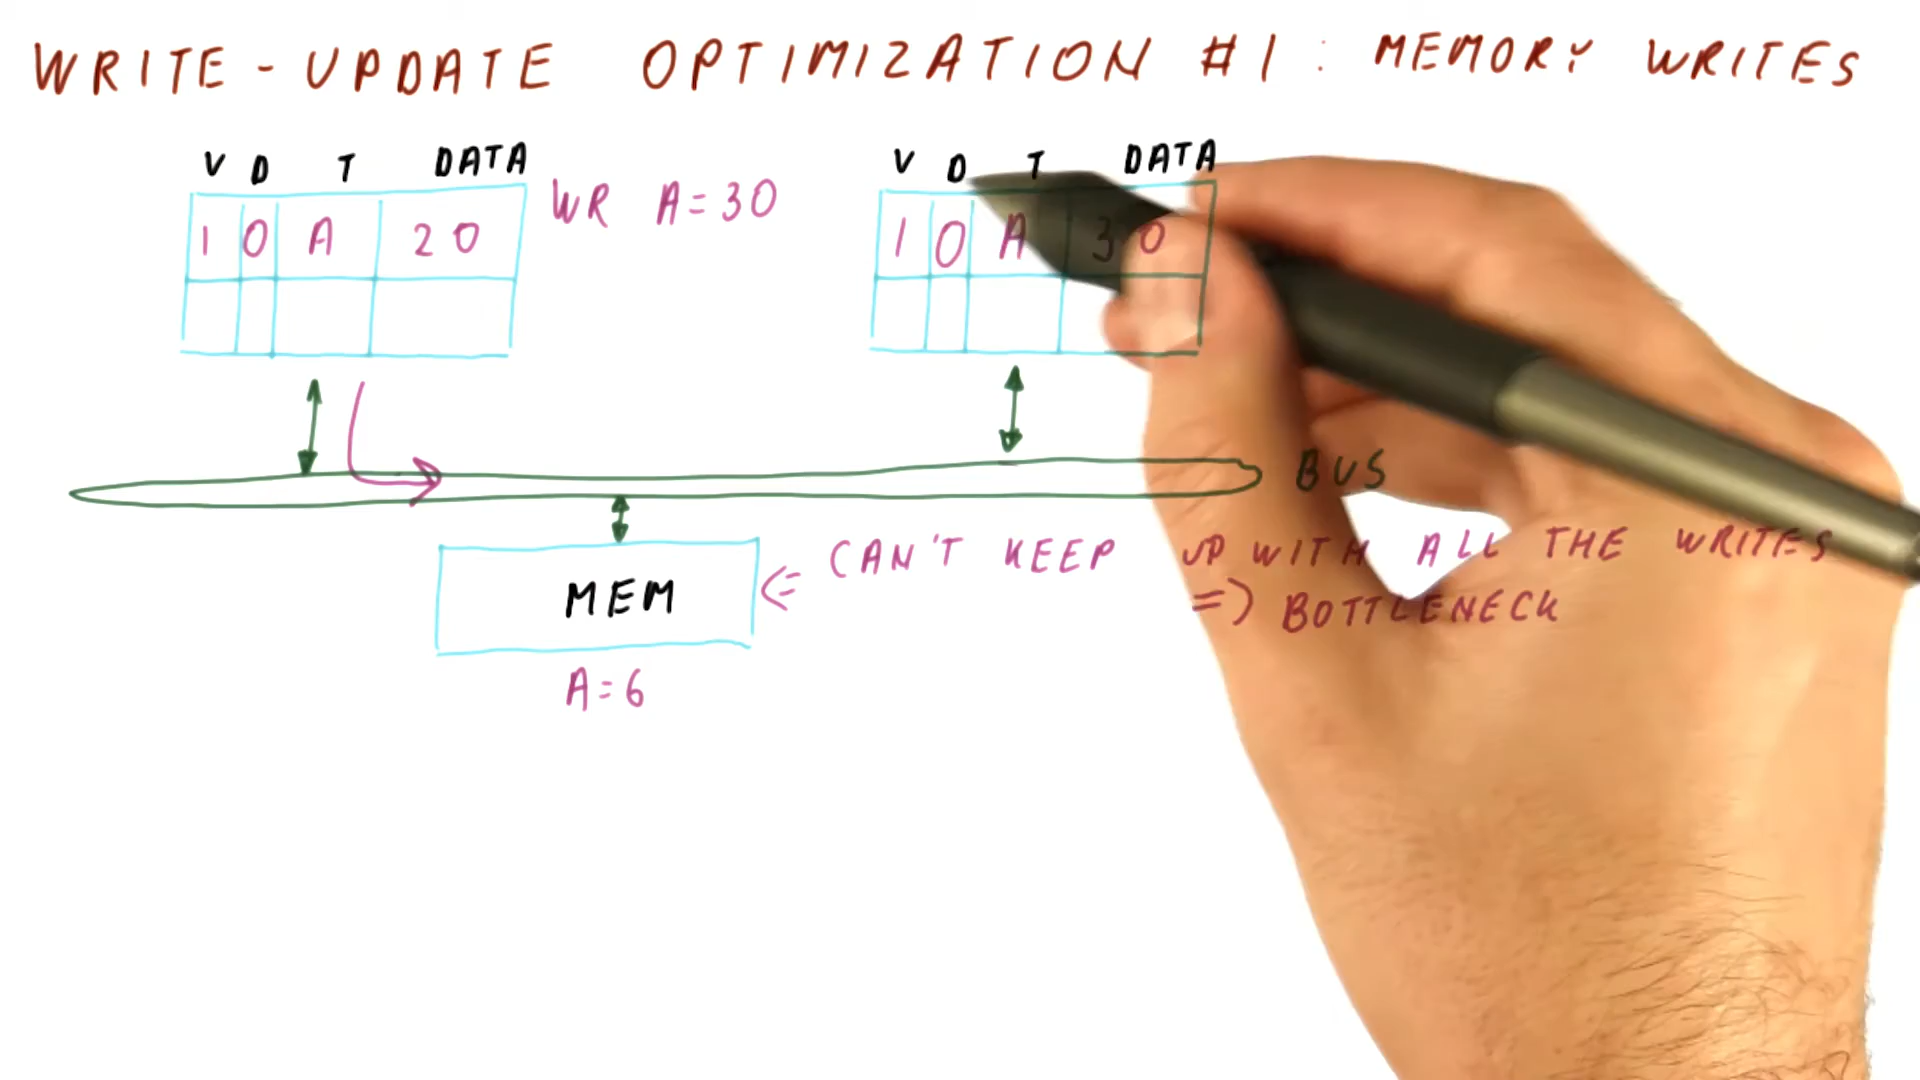 WRITE-UPDATE OPTIMIZATION #1: MEMORY WRITES
V D T DATA
1 0 A 20
WR A=30
V D T DATA
1 0 A 30
BUS
MEM
A=6
<= CAN'T KEEP UP WITH ALL THE WRITES
=) BOTTLENECK